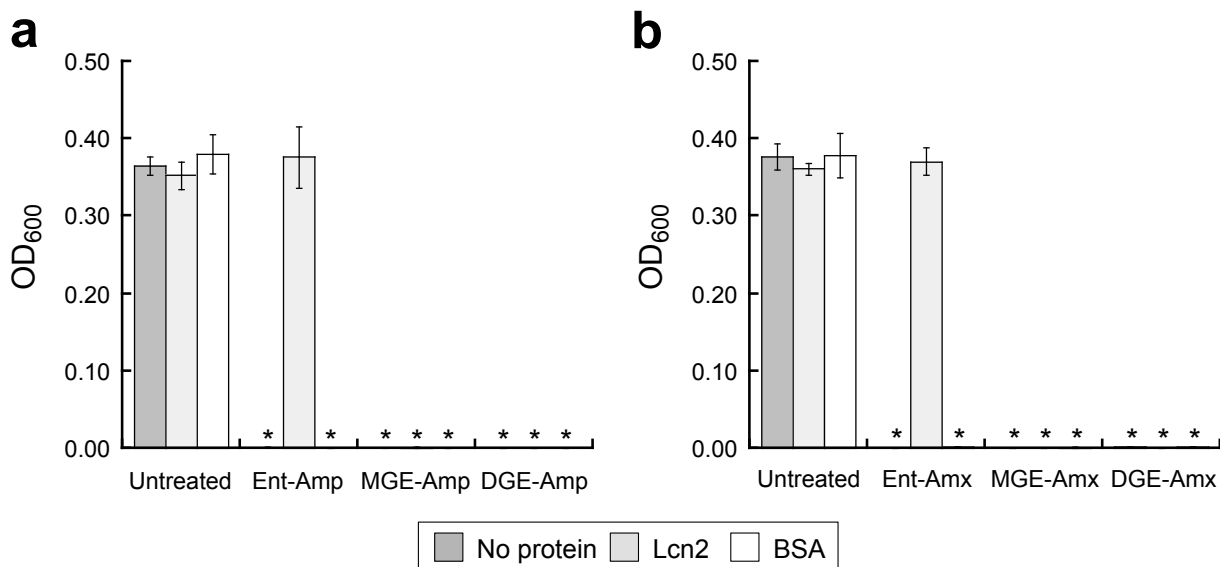 a
0.50
0.40
0.30
0.20
0.10
0.00
OD600
* * * * * * * *
Untreated Ent-Amp MGE-Amp DGE-Amp
b
0.50
0.40
0.30
0.20
0.10
0.00
OD600
* * * * * * * *
Untreated Ent-Amx MGE-Amx DGE-Amx
No protein Lcn2 BSA